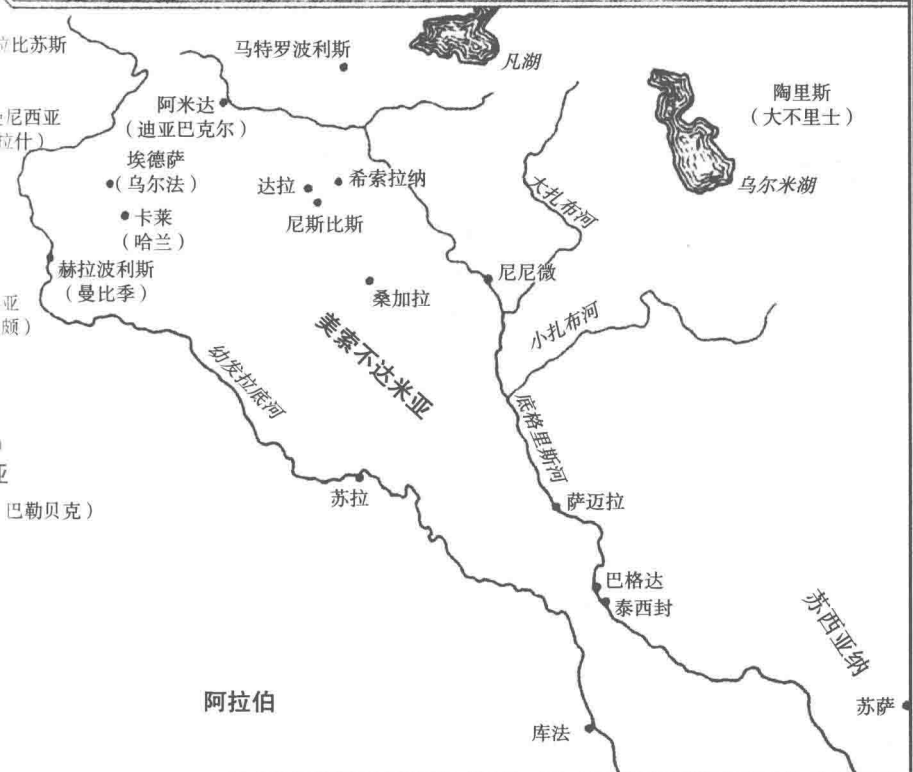 比苏斯
马特罗波利斯
凡湖
阿米达
（迪亚巴克尔）
陶里斯
（大不里士）
尼西亚
拉什）
埃德萨
（乌尔法）
达拉
希索拉纳
大扎布河
乌尔米湖
卡莱
（哈兰）
尼斯比斯
赫拉波利斯
（曼比季）
尼尼微
桑加拉
亚
颇）
小扎布河
美索不达米亚
幼发拉底河
底格里斯河
苏拉
萨迈拉
巴勒贝克）
巴格达
泰西封
苏西亚纳
阿拉伯
苏萨
库法